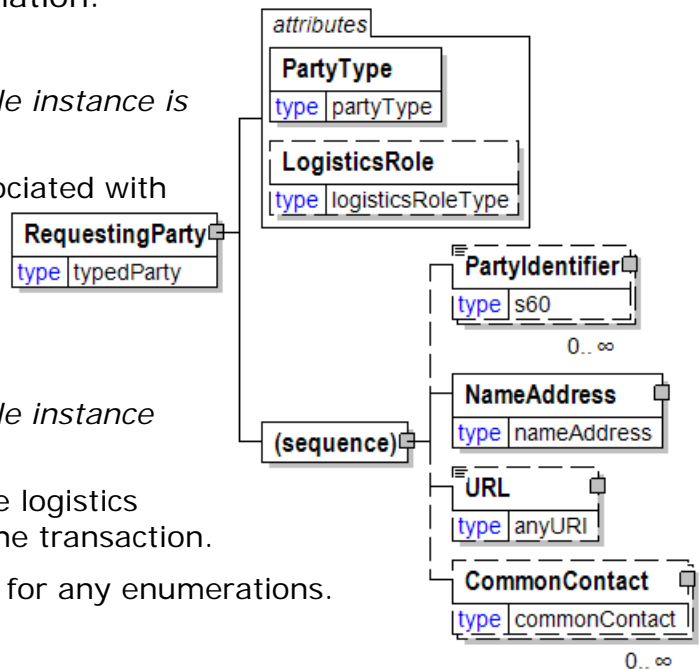 nation.
le instance is
ociated with
le instance
e logistics
he transaction.
for any enumerations.
RequestingParty
type typedParty
attributes
PartyType
type partyType
LogisticsRole
type logisticsRoleType
(sequence)
PartyIdentifier
type s60
0.. ∞
NameAddress
type nameAddress
URL
type anyURI
CommonContact
type commonContact
0.. ∞